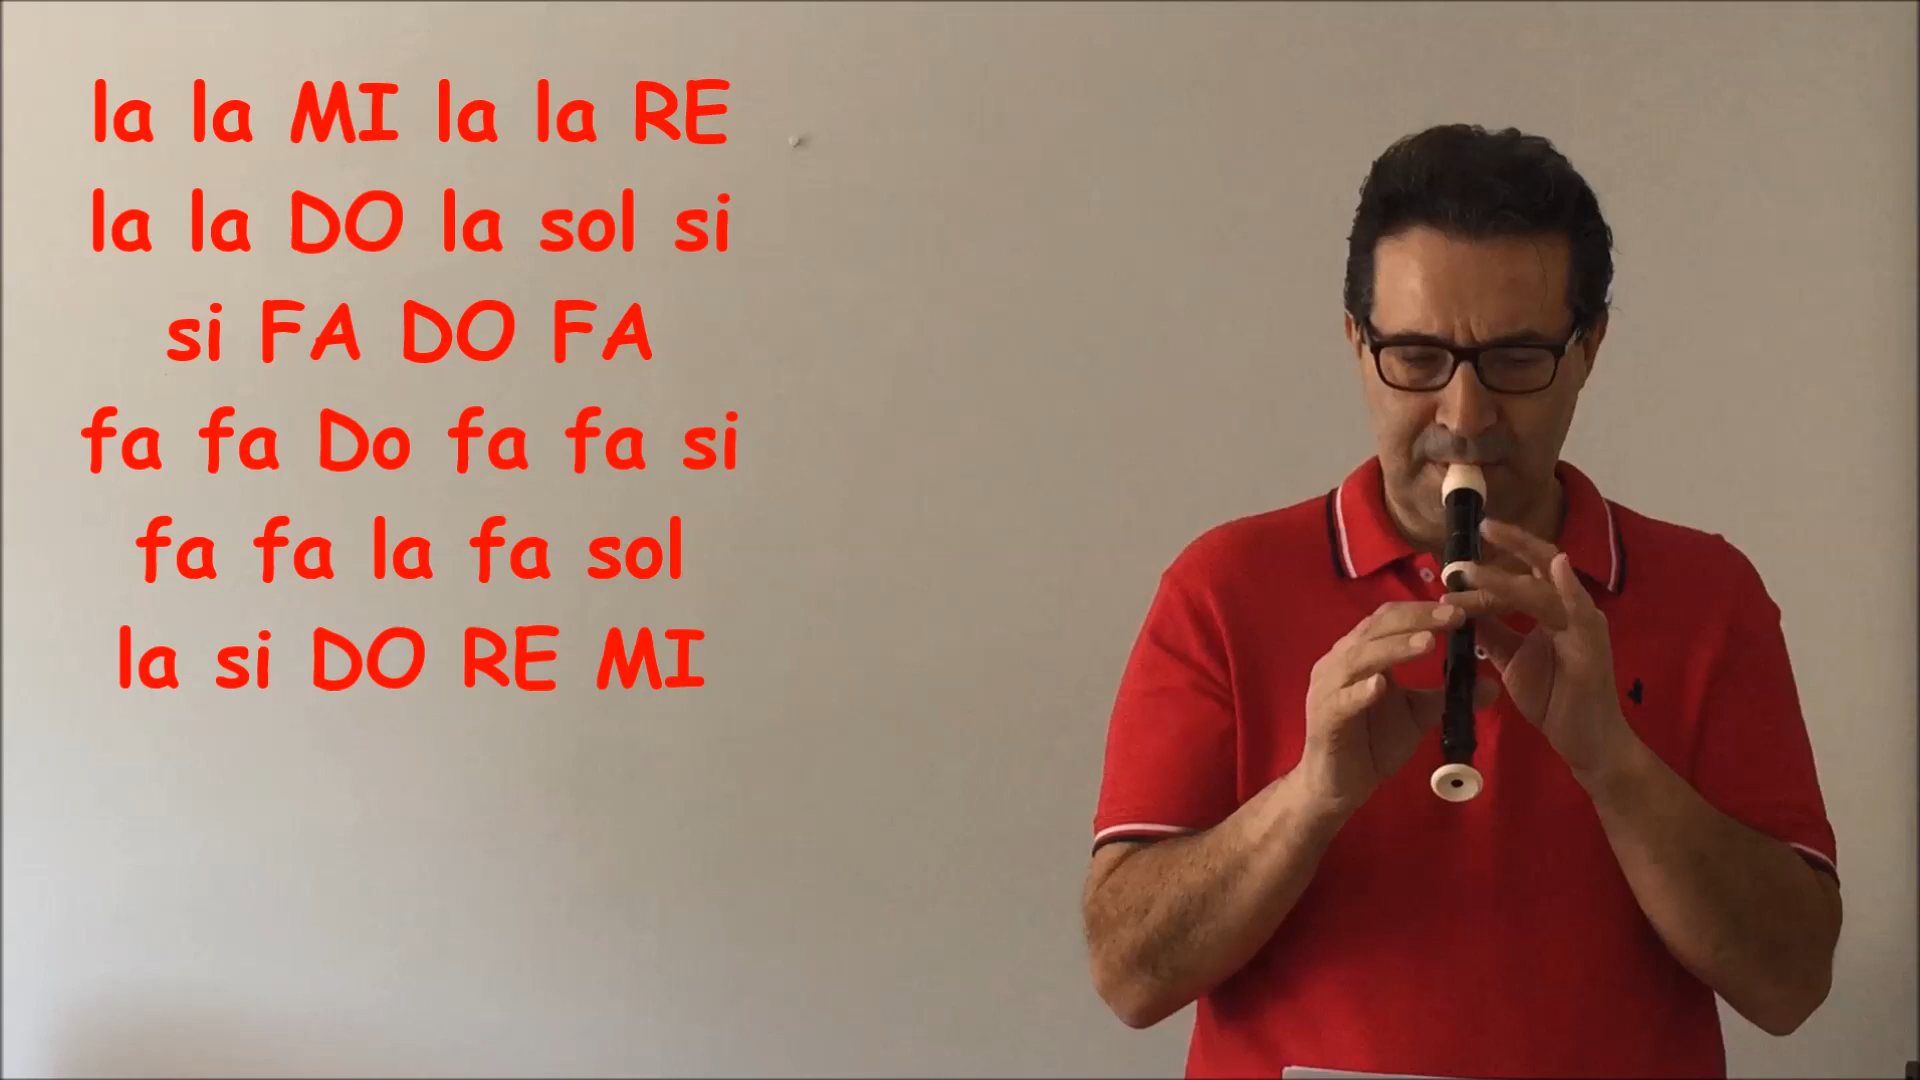 la la MI la la RE
la la DO la sol si
si FA DO FA
fa fa Do fa fa si
fa fa la fa sol
la si DO RE MI